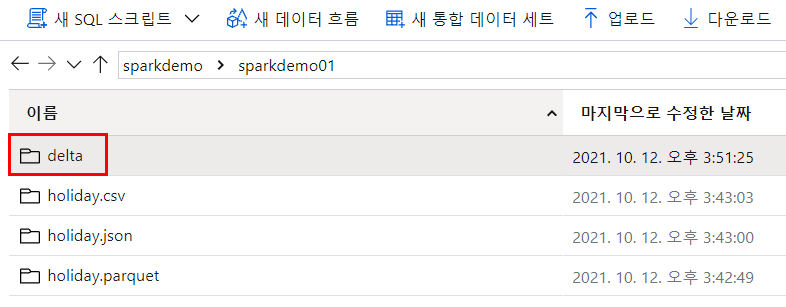 새 SQL 스크립트 새 데이터 흐름 새 통합 데이터 세트 업로드 다운로드
sparkdemo > sparkdemo01
이름 마지막으로 수정한 날짜
delta 2021. 10. 12. 오후 3:51:25
holiday.csv 2021. 10. 12. 오후 3:43:03
holiday.json 2021. 10. 12. 오후 3:43:00
holiday.parquet 2021. 10. 12. 오후 3:42:49